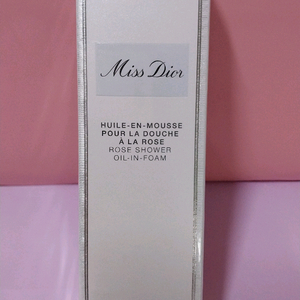 Miss Dior
HUILE-EN-MOUSSE
POUR LA DOUCHE
À LA ROSE
ROSE SHOWER
OIL-IN-FOAM